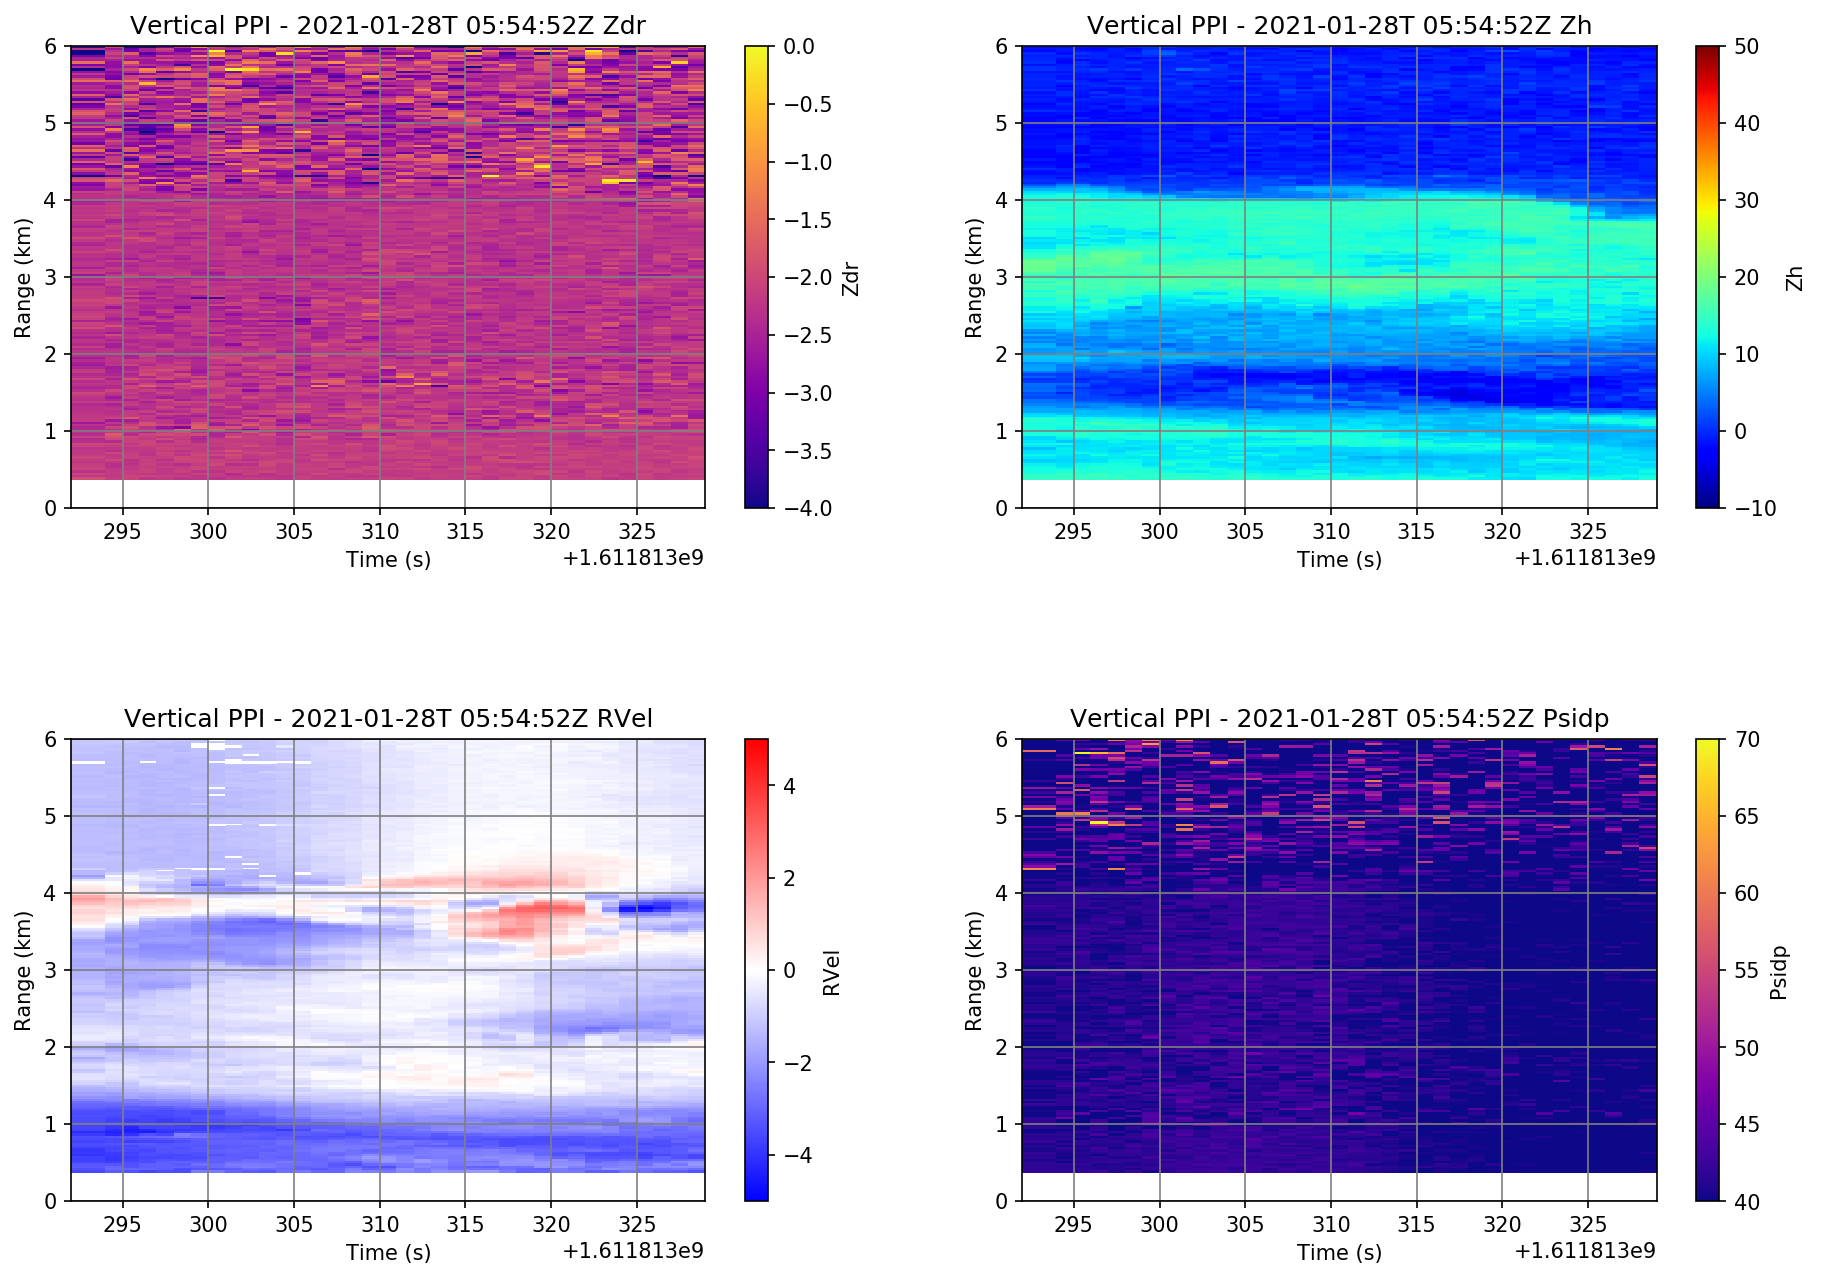 Vertical PPI - 2021-01-28T 05:54:52Z Zdr
6
5
4
3
2
1
0
Range (km)
295 300 305 310 315 320 325
Time (s)
+1.611813e9
0.0
−0.5
−1.0
−1.5
−2.0
−2.5
−3.0
−3.5
−4.0
Zdr
Vertical PPI - 2021-01-28T 05:54:52Z Zh
6
5
4
3
2
1
0
Range (km)
295 300 305 310 315 320 325
Time (s)
+1.611813e9
50
40
30
20
10
0
−10
Zh
Vertical PPI - 2021-01-28T 05:54:52Z RVel
6
5
4
3
2
1
0
Range (km)
295 300 305 310 315 320 325
Time (s)
+1.611813e9
4
2
0
−2
−4
RVel
Vertical PPI - 2021-01-28T 05:54:52Z Psidp
6
5
4
3
2
1
0
Range (km)
295 300 305 310 315 320 325
Time (s)
+1.611813e9
70
65
60
55
50
45
40
Psidp